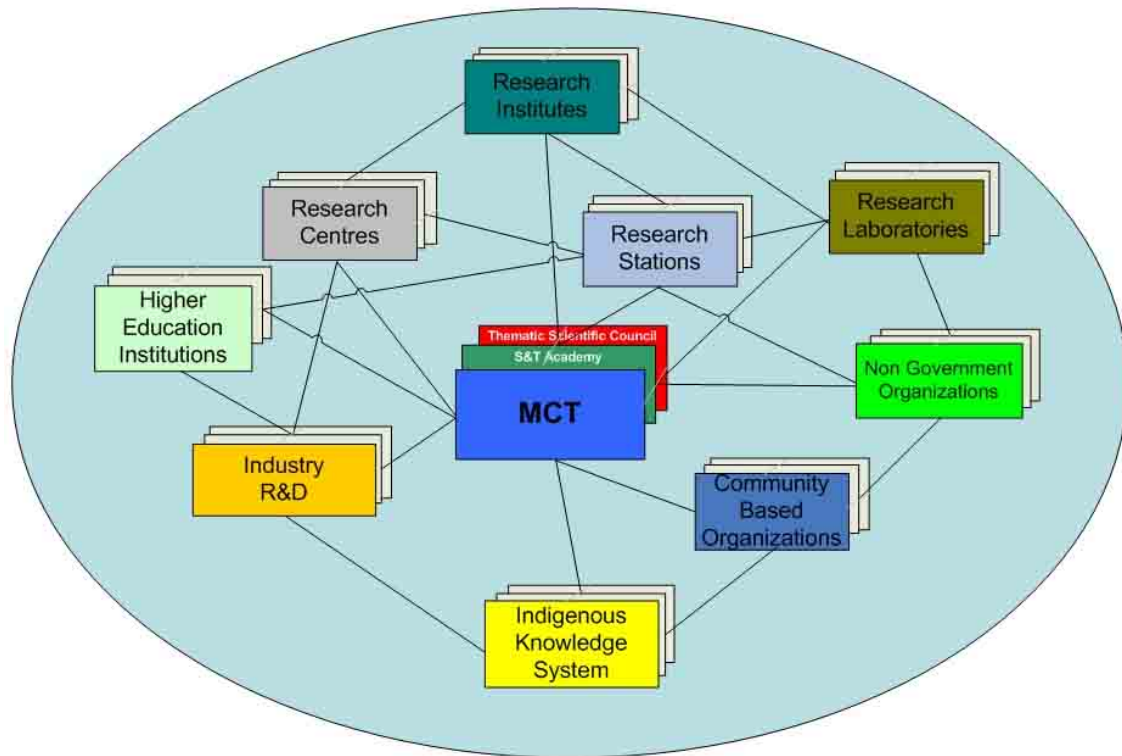 Research
Institutes
Research
Centres
Research
Stations
Research
Laboratories
Higher
Education
Institutions
Thematic Scientific Council
S&T Academy
MCT
Non Government
Organizations
Industry
R&D
Community
Based
Organizations
Indigenous
Knowledge
System